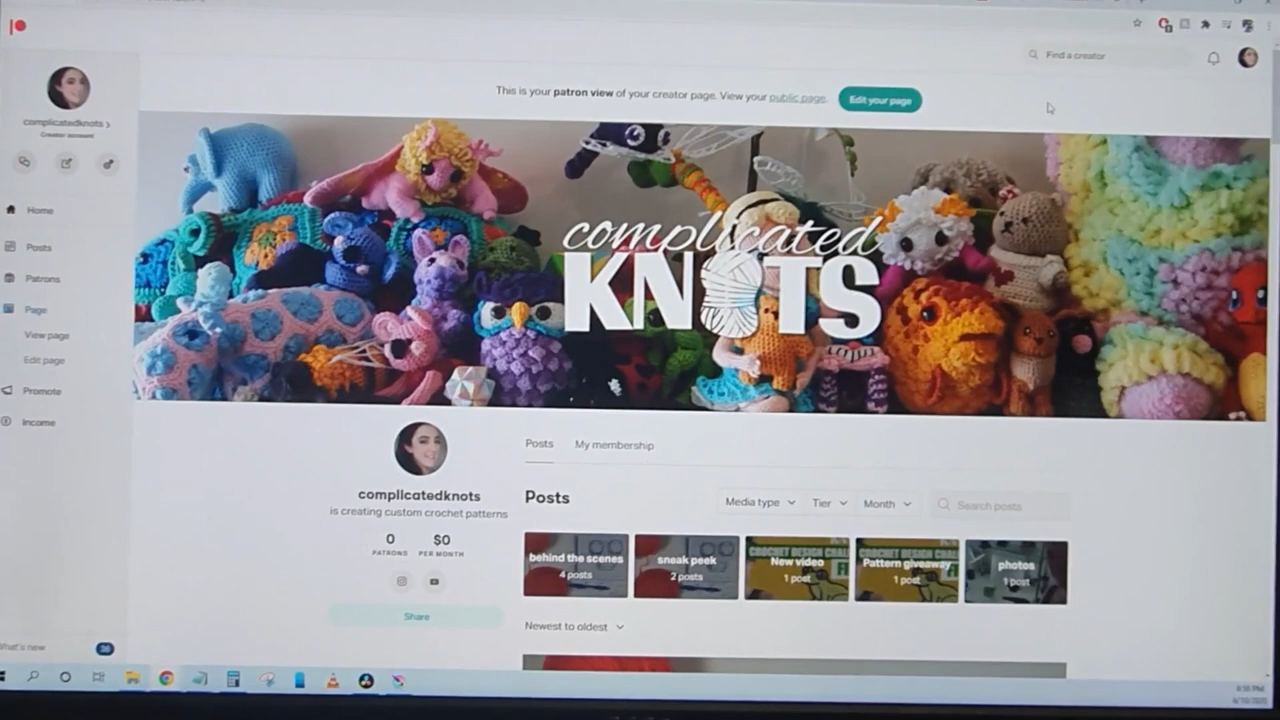 Find a creator
This is your patron view of your creator page. View your public page.
Edit your page
complicatedknots
Creator account
Home
Posts
Patrons
Page
View page
Edit page
Promote
Income
What's new
complicated
KNOTS
complicatedknots
is creating custom crochet patterns
0
PATRONS
$0
PER MONTH
Share
Posts
My membership
Posts
Media type
Tier
Month
Search posts
behind the scenes
4 posts
sneak peek
2 posts
New video
1 post
Pattern giveaway
1 post
photos
1 post
Newest to oldest